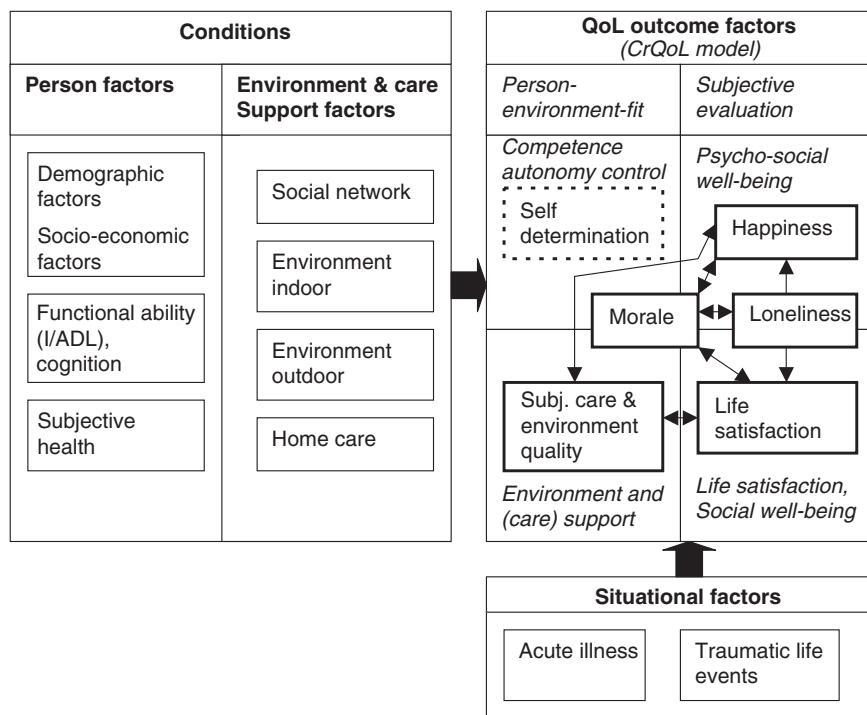 Conditions
Person factors
Environment & care
Support factors
Demographic
factors
Socio-economic
factors
Functional ability
(I/ADL),
cognition
Subjective
health
Social network
Environment
indoor
Environment
outdoor
Home care
QoL outcome factors
(CrQoL model)
Person-
environment-fit
Subjective
evaluation
Competence
autonomy control
Psycho-social
well-being
Self
determination
Happiness
Morale
Loneliness
Subj. care &
environment
quality
Life
satisfaction
Environment and
(care) support
Life satisfaction,
Social well-being
Situational factors
Acute illness
Traumatic life
events